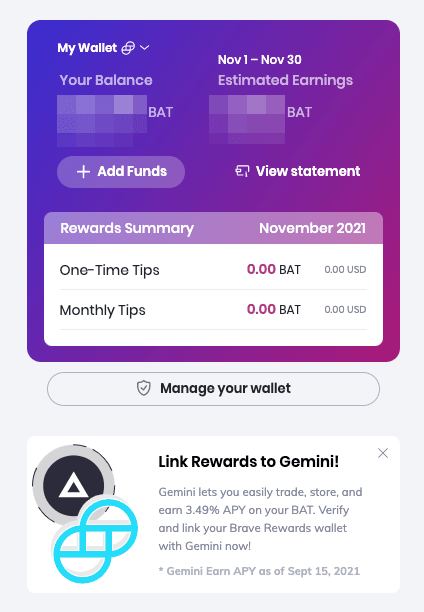 My Wallet
Your Balance
BAT
Nov 1 – Nov 30
Estimated Earnings
BAT
Add Funds
View statement
Rewards Summary November 2021
One-Time Tips 0.00 BAT 0.00 USD
Monthly Tips 0.00 BAT 0.00 USD
Manage your wallet
Link Rewards to Gemini!
Gemini lets you easily trade, store, and
earn 3.49% APY on your BAT. Verify
and link your Brave Rewards wallet
with Gemini now!
* Gemini Earn APY as of Sept 15, 2021